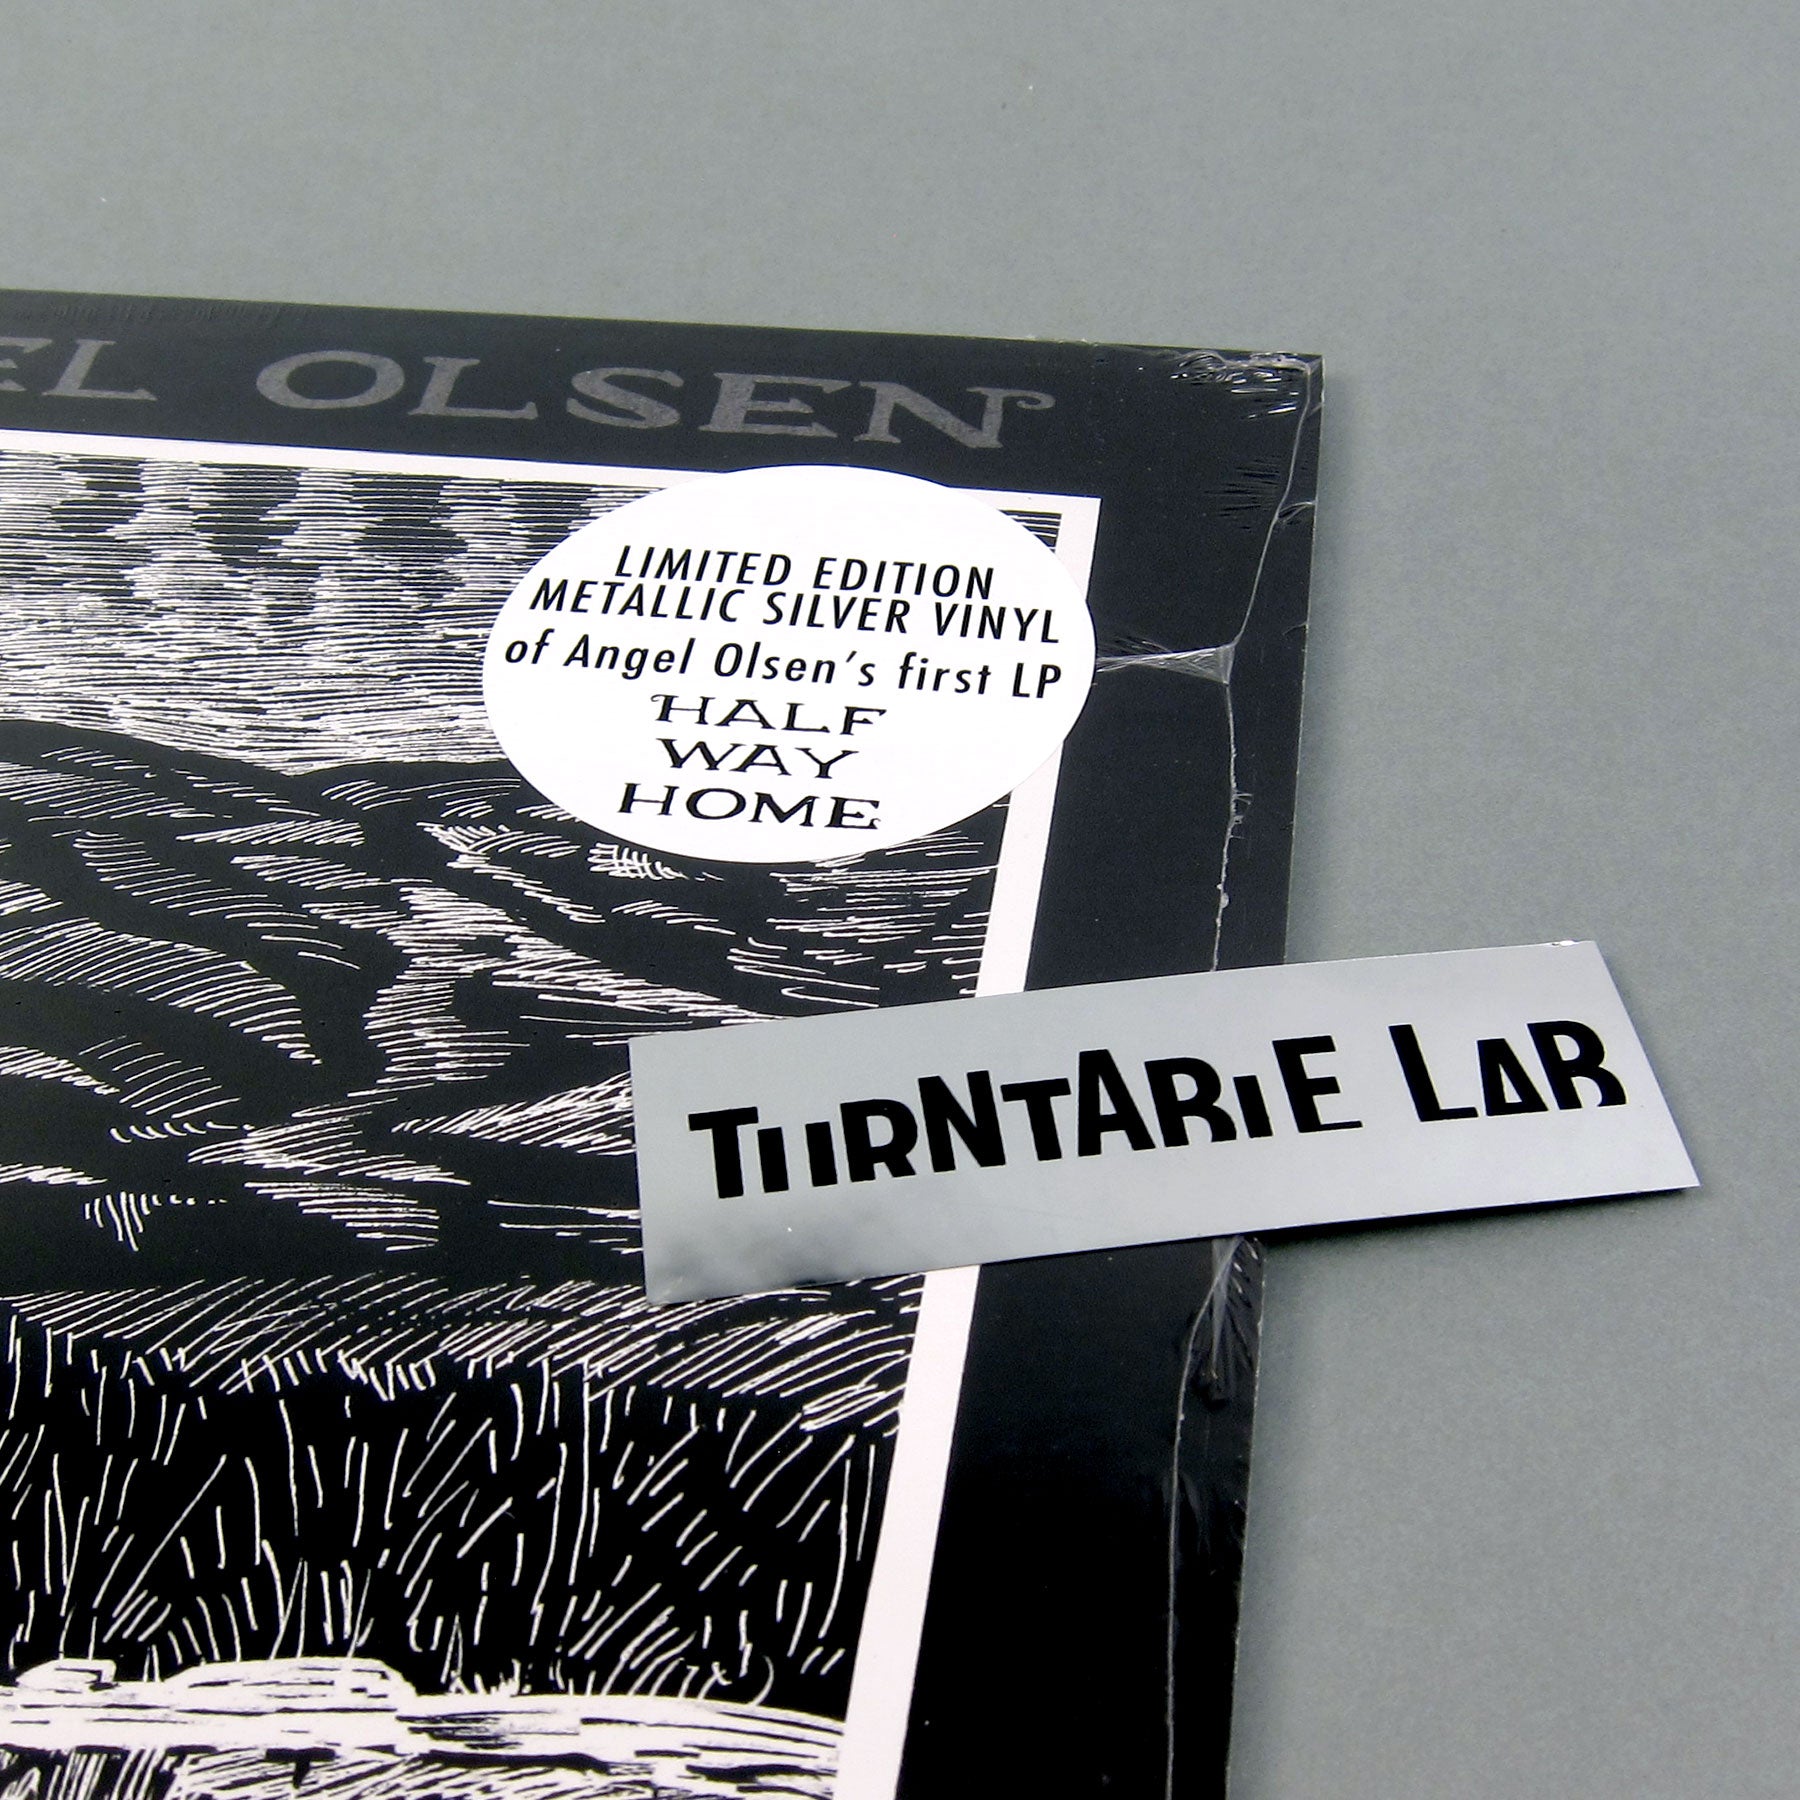 EL OLSEN
LIMITED EDITION
METALLIC SILVER VINYL
of Angel Olsen's first LP
HALF
WAY
HOME
TURNTABLE LAB